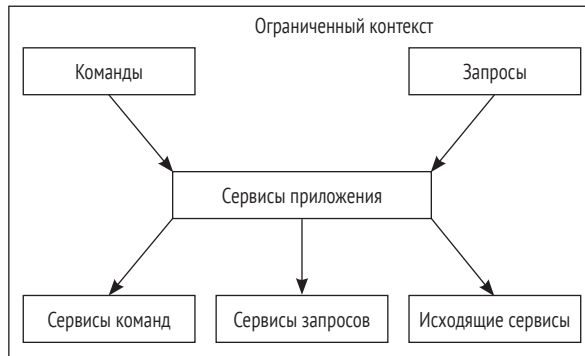 Ограниченный контекст
Команды
Запросы
Сервисы приложения
Сервисы команд
Сервисы запросов
Исходящие сервисы